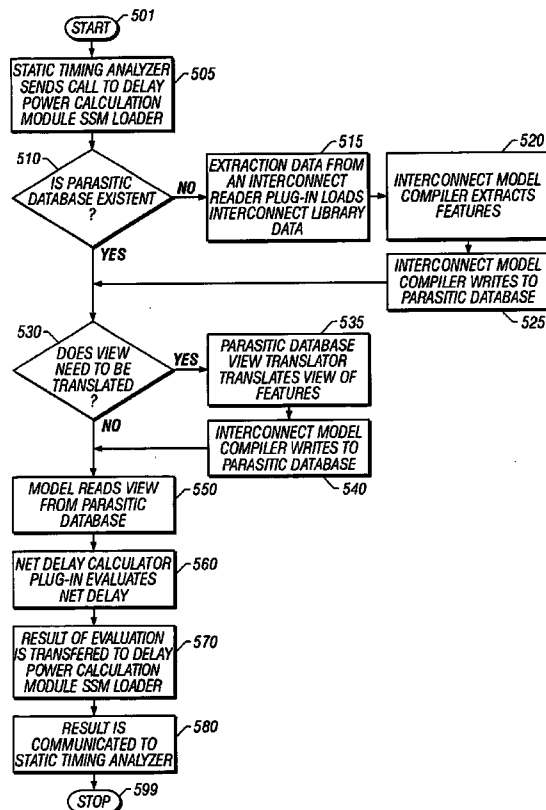 START
501
STATIC TIMING ANALYZER
SENDS CALL TO DELAY
POWER CALCULATION
MODULE SSM LOADER
505
510
IS PARASITIC
DATABASE EXISTENT
?
NO
YES
515
EXTRACTION DATA FROM
AN INTERCONNECT
READER PLUG-IN LOADS
INTERCONNECT LIBRARY
DATA
520
INTERCONNECT MODEL
COMPILER EXTRACTS
FEATURES
INTERCONNECT MODEL
COMPILER WRITES TO
PARASITIC DATABASE
525
530
DOES VIEW
NEED TO BE
TRANSLATED
?
YES
NO
535
PARASITIC DATABASE
VIEW TRANSLATOR
TRANSLATES VIEW OF
FEATURES
INTERCONNECT MODEL
COMPILER WRITES TO
PARASITIC DATABASE
540
MODEL READS VIEW
FROM PARASITIC
DATABASE
550
NET DELAY CALCULATOR
PLUG-IN EVALUATES
NET DELAY
560
RESULT OF EVALUATION
IS TRANSFERED TO DELAY
POWER CALCULATION
MODULE SSM LOADER
570
RESULT IS
COMMUNICATED TO
STATIC TIMING ANALYZER
580
STOP
599